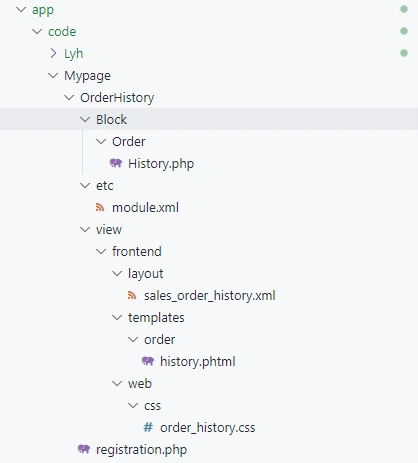 app
code
Lyh
Mypage
OrderHistory
Block
Order
History.php
etc
module.xml
view
frontend
layout
sales_order_history.xml
templates
order
history.phtml
web
css
# order_history.css
registration.php